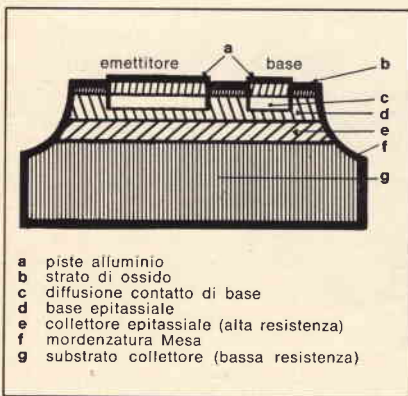 a
emettitore base
b
c
d
e
f
g
a piste alluminio
b strato di ossido
c diffusione contatto di base
d base epitassiale
e collettore epitassiale (alta resistenza)
f mordenzatura Mesa
g substrato collettore (bassa resistenza)